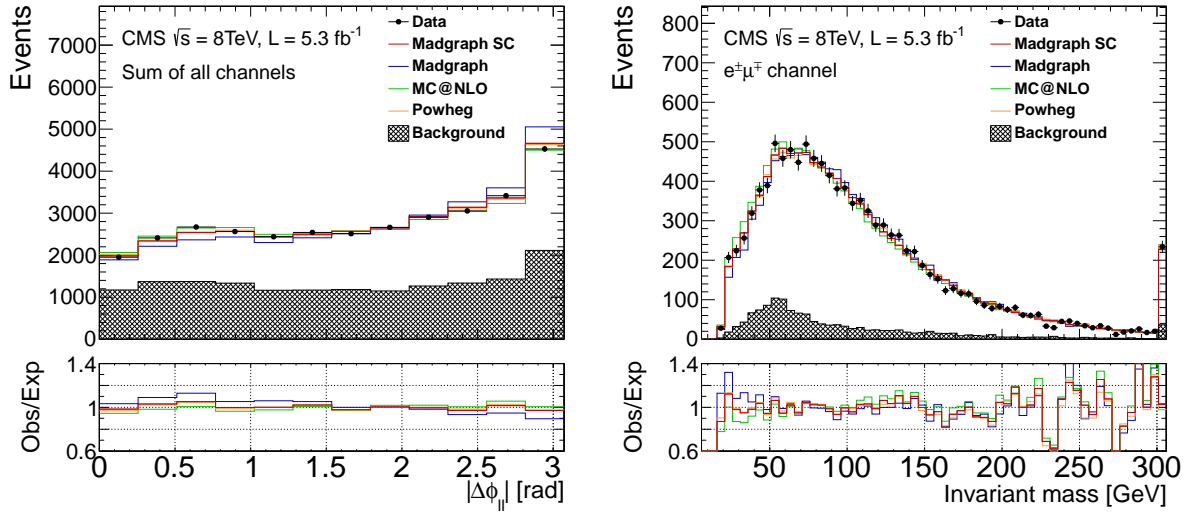 Events
7000
6000
5000
4000
3000
2000
1000
0
CMS √s = 8TeV, L = 5.3 fb⁻¹
Sum of all channels
Data
Madgraph SC
Madgraph
MC@NLO
Powheg
Background
Obs/Exp
1.4
1
0.6
0 0.5 1 1.5 2 2.5 3
|Δϕ_ll| [rad]
Events
800
700
600
500
400
300
200
100
0
CMS √s = 8TeV, L = 5.3 fb⁻¹
e±μ∓ channel
Data
Madgraph SC
Madgraph
MC@NLO
Powheg
Background
Obs/Exp
1.4
1
0.6
50 100 150 200 250 300
Invariant mass [GeV]